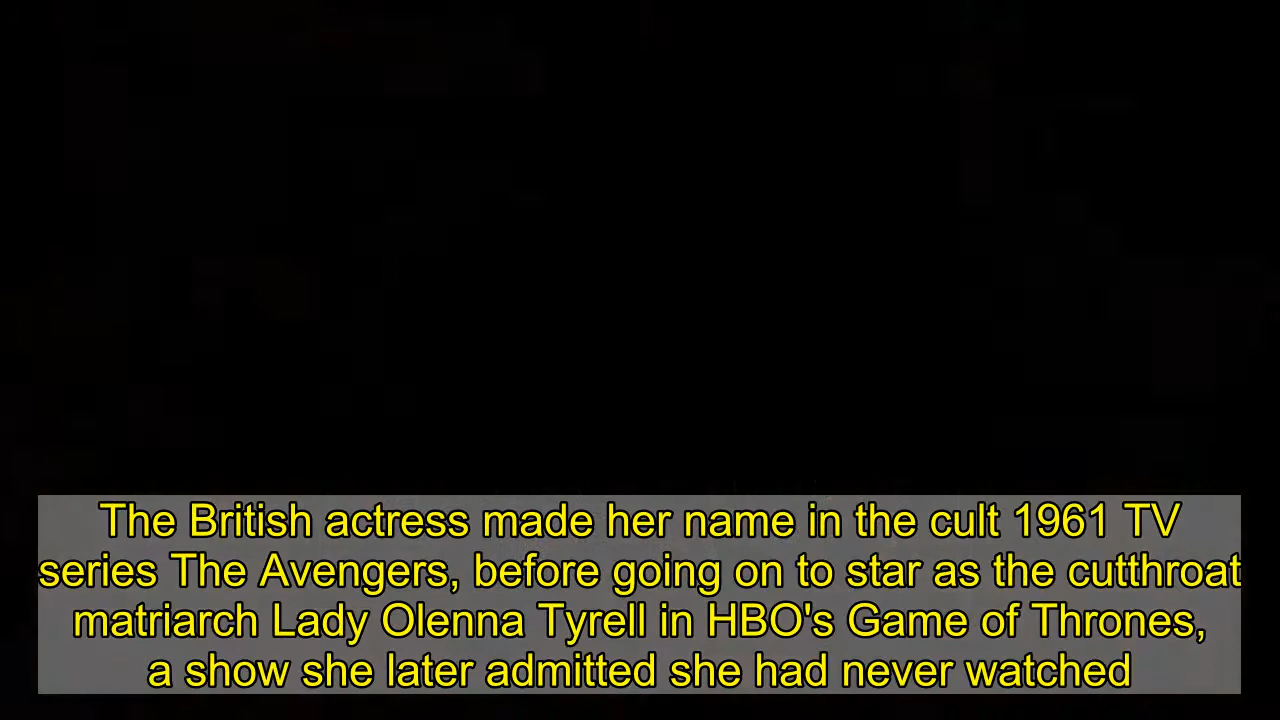 The British actress made her name in the cult 1961 TV
series The Avengers, before going on to star as the cutthroat
matriarch Lady Olenna Tyrell in HBO's Game of Thrones,
a show she later admitted she had never watched